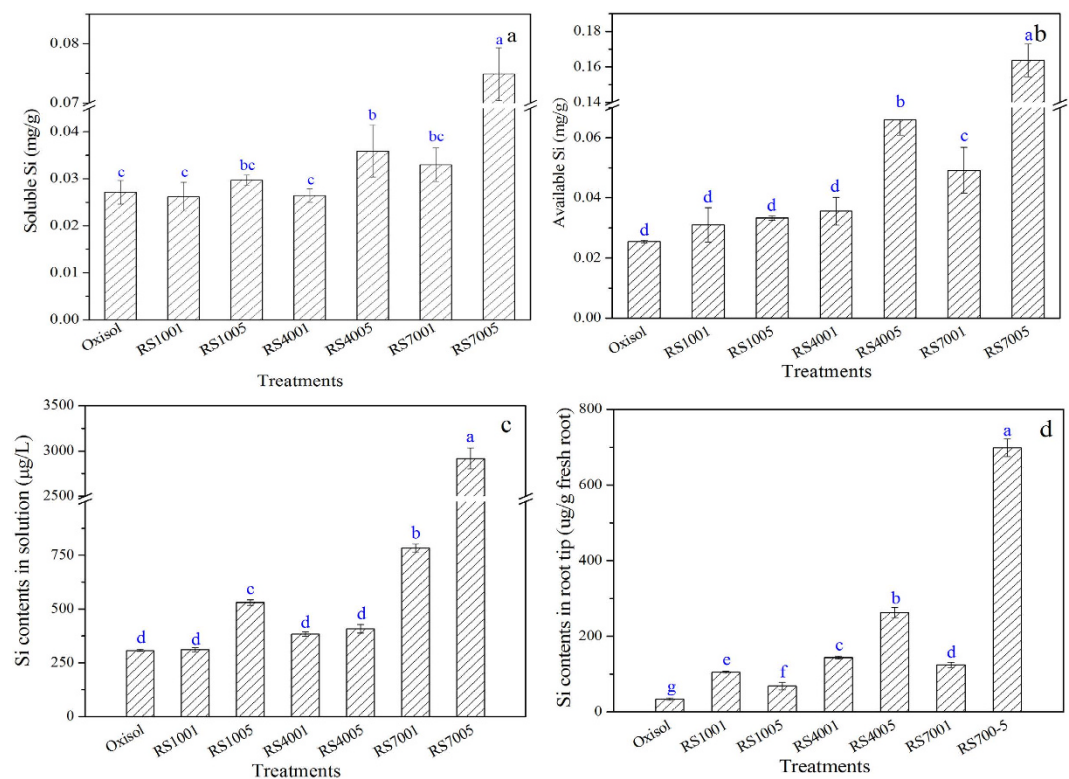 a
Soluble Si (mg/g)
0.08
0.07
0.04
0.03
0.02
0.01
0.00
c
c
bc
c
b
bc
a
Oxisol
RS1001
RS1005
RS4001
RS4005
RS7001
RS7005
Treatments
b
Available Si (mg/g)
0.16
0.14
0.06
0.04
0.02
0.00
d
d
d
d
b
c
a
Oxisol
RS1001
RS1005
RS4001
RS4005
RS7001
RS7005
Treatments
c
Si contents in solution (μg/L)
3500
3000
2500
750
500
250
0
d
d
c
d
d
b
a
Oxisol
RS1001
RS1005
RS4001
RS4005
RS7001
RS7005
Treatments
d
Si contents in root tip (ug/g fresh root)
800
600
400
200
0
g
e
f
c
b
d
a
Oxisol
RS1001
RS1005
RS4001
RS4005
RS7001
RS700-5
Treatments